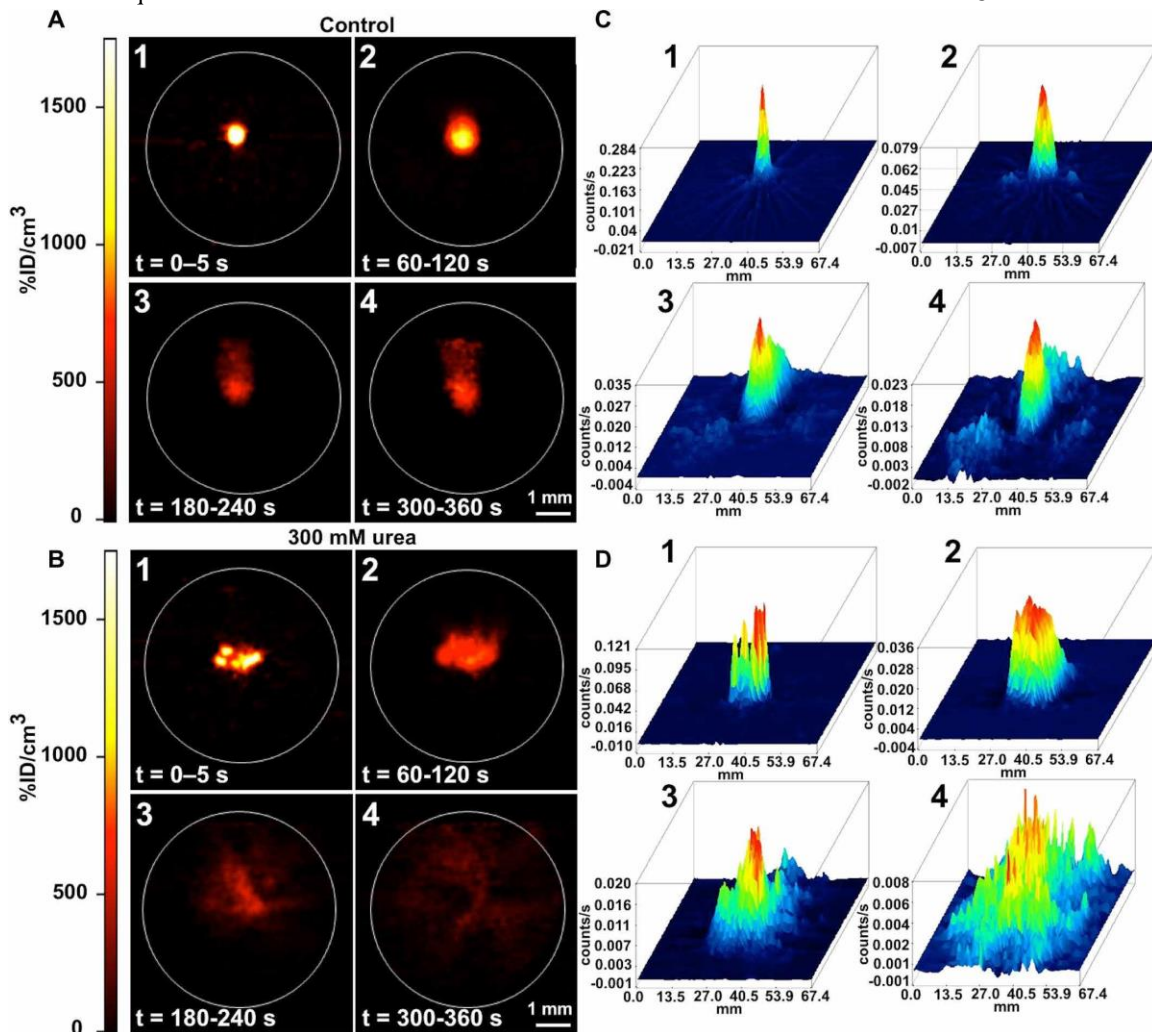 A
Control
%ID/cm3
1500
1000
500
0
1
t = 0–5 s
2
t = 60-120 s
3
t = 180-240 s
4
t = 300-360 s
1 mm
B
300 mM urea
%ID/cm3
1500
1000
500
0
1
t = 0–5 s
2
t = 60-120 s
3
t = 180-240 s
4
t = 300-360 s
1 mm
C
1
counts/s
0.284
0.223
0.163
0.101
0.04
-0.021
0.0 13.5 27.0 40.5 53.9 67.4
mm
2
counts/s
0.079
0.062
0.045
0.027
0.01
-0.007
0.0 13.5 27.0 40.5 53.9 67.4
mm
3
counts/s
0.035
0.027
0.020
0.012
0.004
-0.004
0.0 13.5 27.0 40.5 53.9 67.4
mm
4
counts/s
0.023
0.018
0.013
0.008
0.003
-0.002
0.0 13.5 27.0 40.5 53.9 67.4
mm
D
1
counts/s
0.121
0.095
0.068
0.042
0.016
-0.010
0.0 13.5 27.0 40.5 53.9 67.4
mm
2
counts/s
0.036
0.028
0.020
0.012
0.004
-0.004
0.0 13.5 27.0 40.5 53.9 67.4
mm
3
counts/s
0.020
0.015
0.011
0.007
0.003
-0.001
0.0 13.5 27.0 40.5 53.9 67.4
mm
4
counts/s
0.008
0.006
0.004
0.002
0.001
-0.001
0.0 13.5 27.0 40.5 53.9 67.4
mm